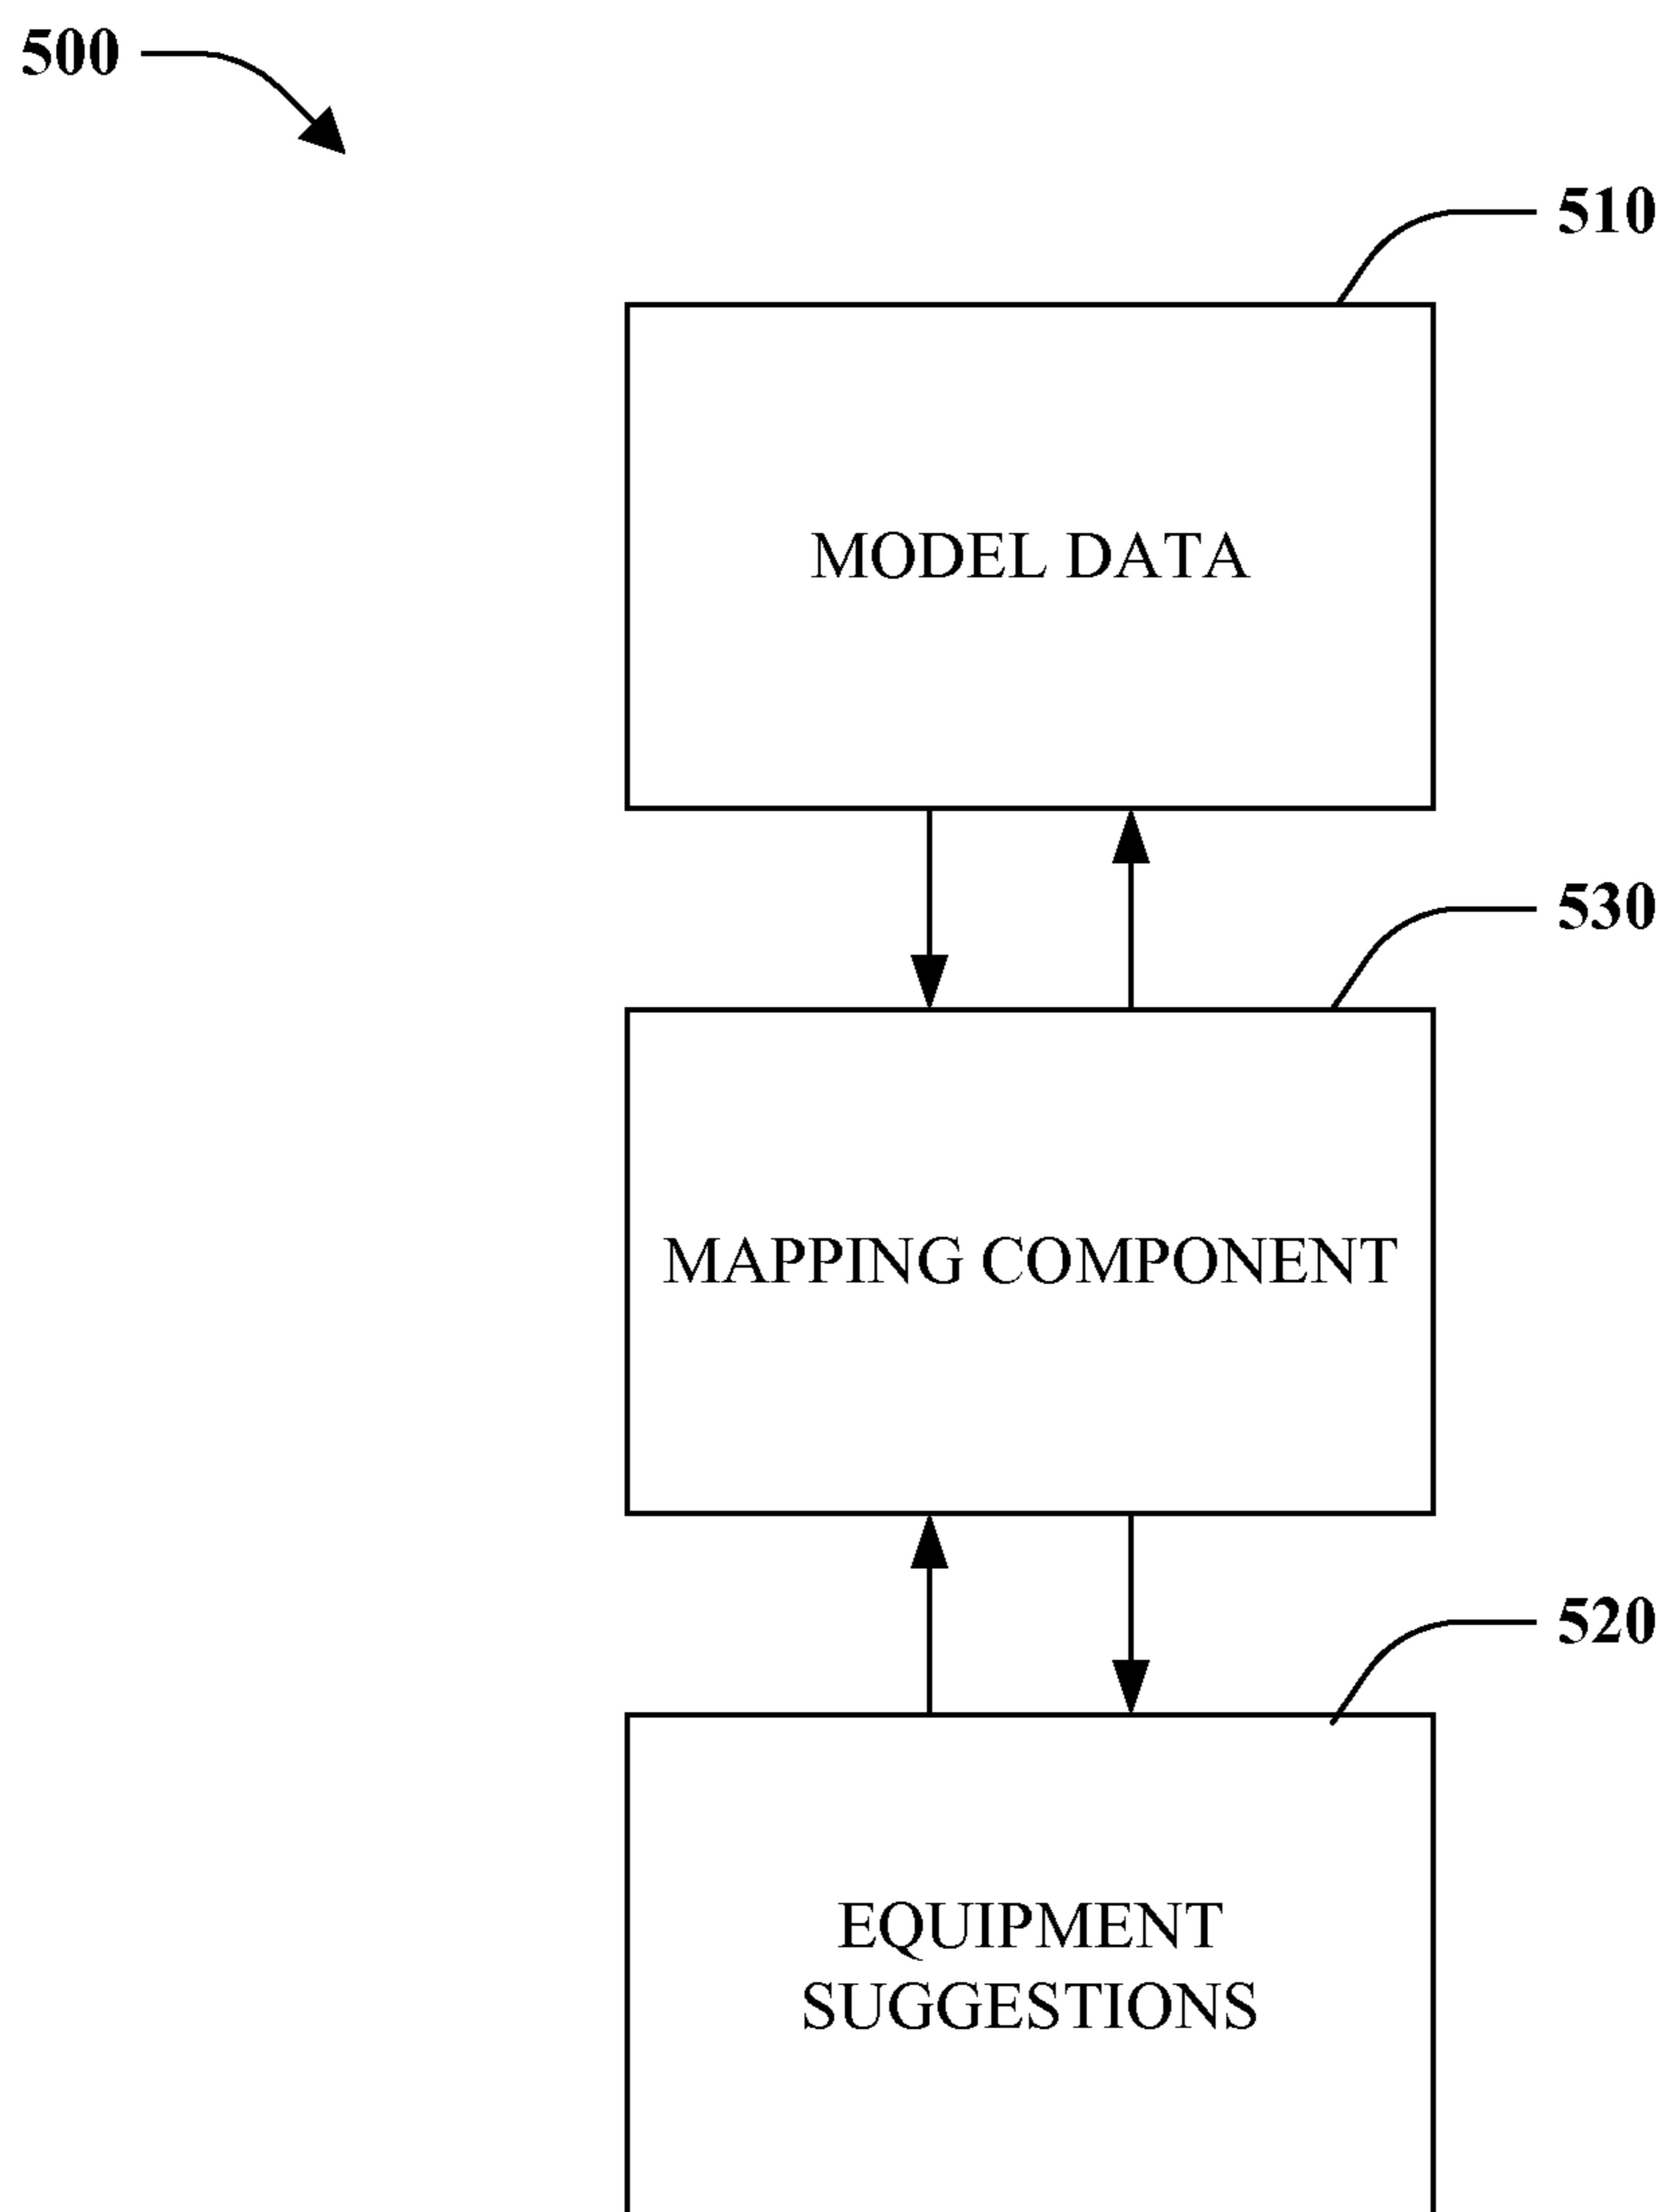 500
510
MODEL DATA
530
MAPPING COMPONENT
520
EQUIPMENT
SUGGESTIONS